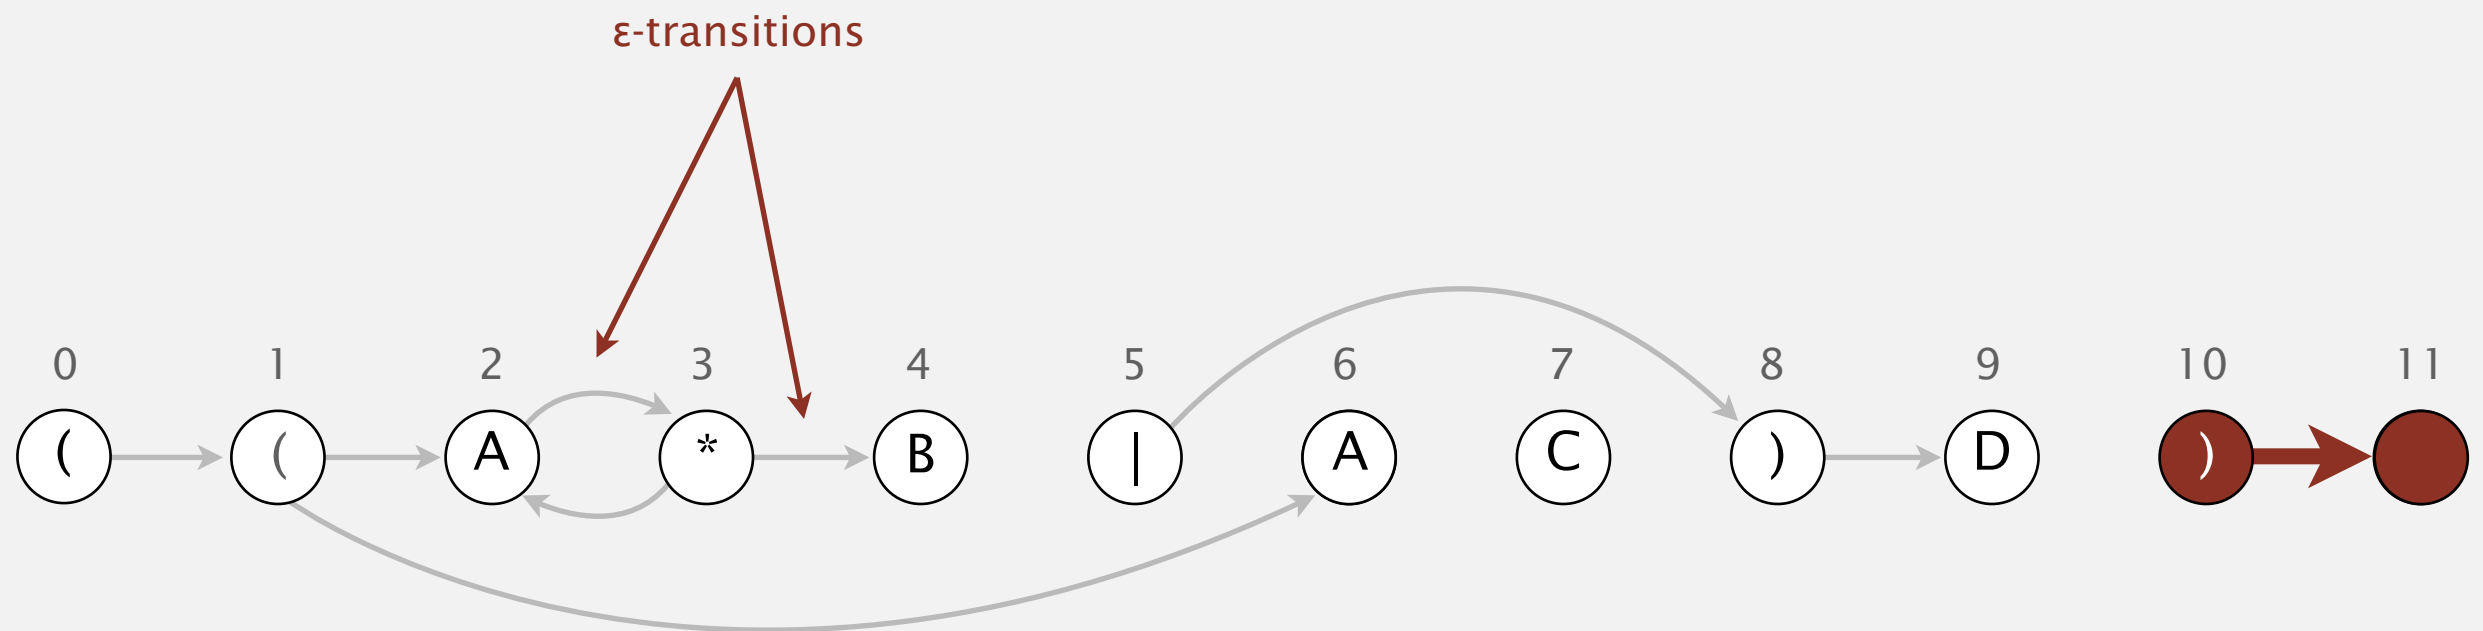 ε-transitions
0 1 2 3 4 5 6 7 8 9 10 11
( ( A * B | A C ) D )